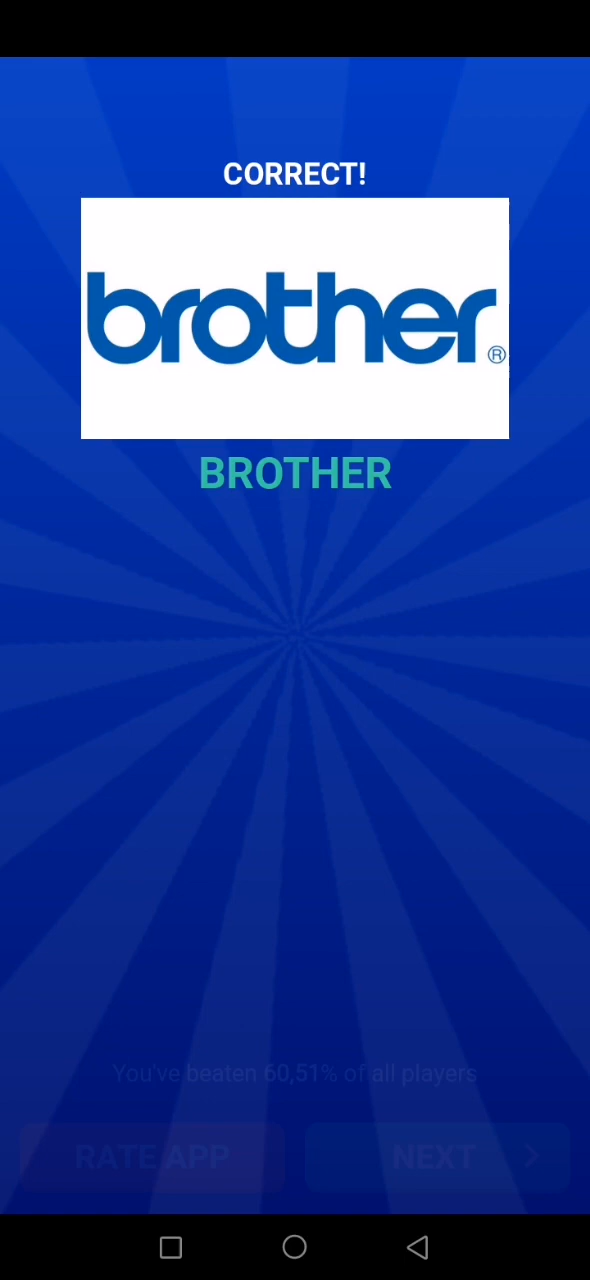 CORRECT!
brother®
BROTHER
You've beaten 60,51% of all players
RATE APP
NEXT